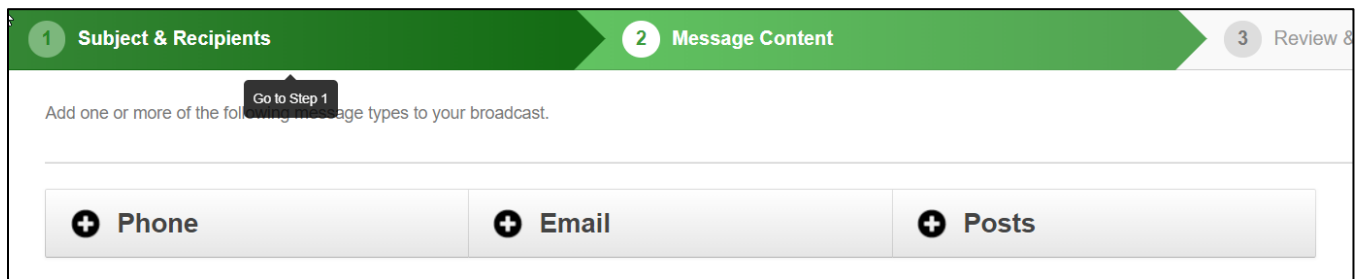 1 Subject & Recipients
2 Message Content
3 Review &
Go to Step 1
Add one or more of the following message types to your broadcast.
Phone
Email
Posts